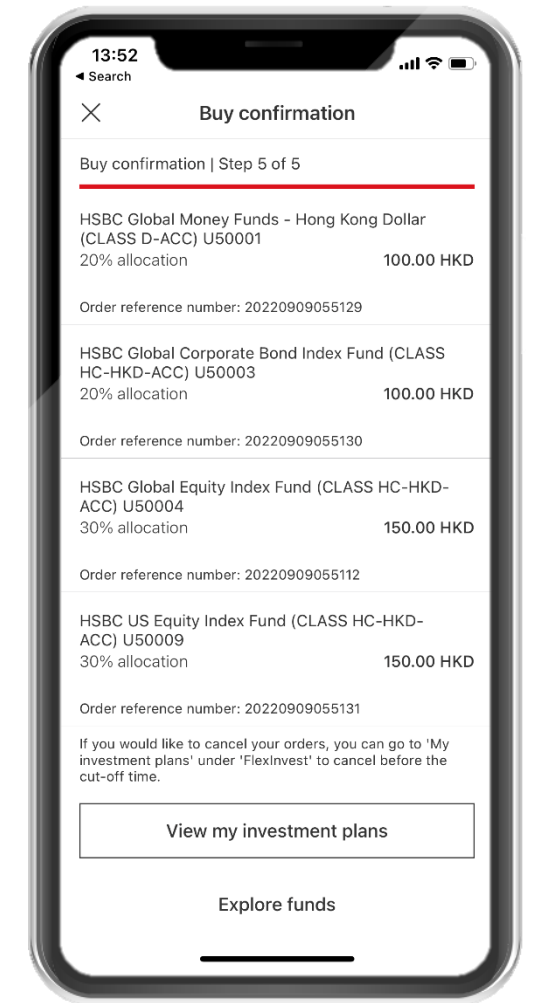 13:52
◀ Search
Buy confirmation
Buy confirmation | Step 5 of 5
HSBC Global Money Funds - Hong Kong Dollar
(CLASS D-ACC) U50001
20% allocation 100.00 HKD
Order reference number: 20220909055129
HSBC Global Corporate Bond Index Fund (CLASS
HC-HKD-ACC) U50003
20% allocation 100.00 HKD
Order reference number: 20220909055130
HSBC Global Equity Index Fund (CLASS HC-HKD-
ACC) U50004
30% allocation 150.00 HKD
Order reference number: 20220909055112
HSBC US Equity Index Fund (CLASS HC-HKD-
ACC) U50009
30% allocation 150.00 HKD
Order reference number: 20220909055131
If you would like to cancel your orders, you can go to 'My
investment plans' under 'FlexInvest' to cancel before the
cut-off time.
View my investment plans
Explore funds